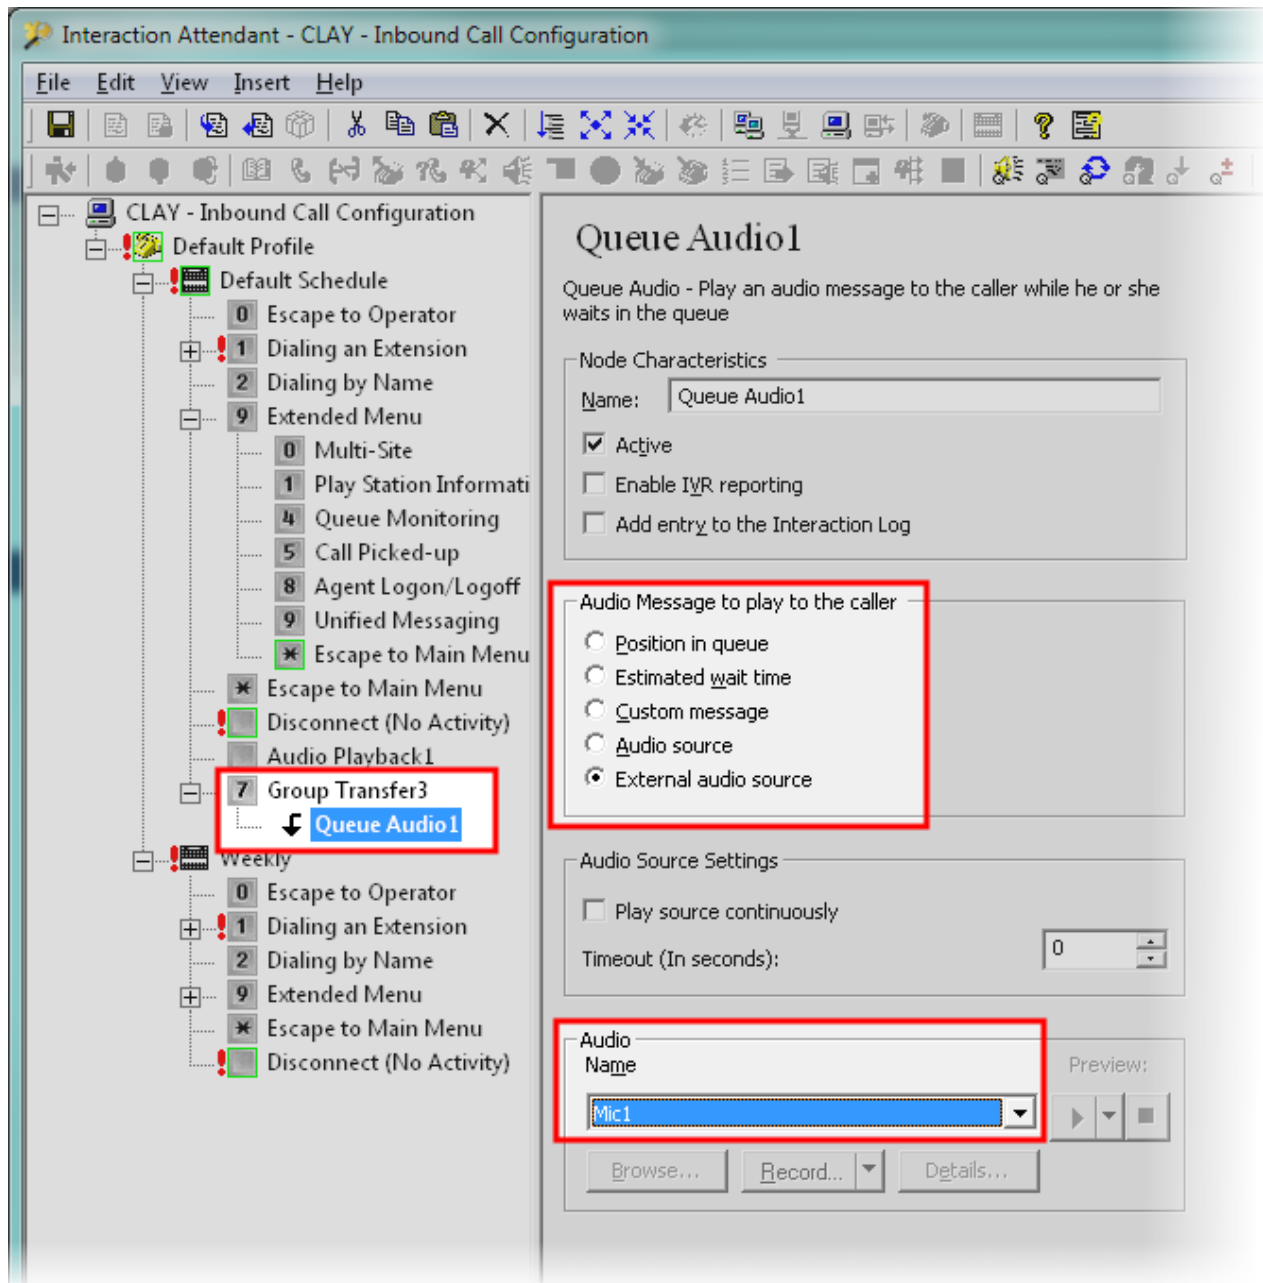 Interaction Attendant - CLAY - Inbound Call Configuration
File Edit View Insert Help
CLAY - Inbound Call Configuration
Default Profile
Default Schedule
0 Escape to Operator
1 Dialing an Extension
2 Dialing by Name
9 Extended Menu
0 Multi-Site
1 Play Station Informati
4 Queue Monitoring
5 Call Picked-up
8 Agent Logon/Logoff
9 Unified Messaging
* Escape to Main Menu
* Escape to Main Menu
Disconnect (No Activity)
Audio Playback1
7 Group Transfer3
Queue Audio1
Weekly
0 Escape to Operator
1 Dialing an Extension
2 Dialing by Name
9 Extended Menu
* Escape to Main Menu
Disconnect (No Activity)
Queue Audio1
Queue Audio - Play an audio message to the caller while he or she
waits in the queue
Node Characteristics
Name: Queue Audio1
Active
Enable IVR reporting
Add entry to the Interaction Log
Audio Message to play to the caller
Position in queue
Estimated wait time
Custom message
Audio source
External audio source
Audio Source Settings
Play source continuously
Timeout (In seconds): 0
Audio
Name Preview:
Mic1
Browse... Record... Details...